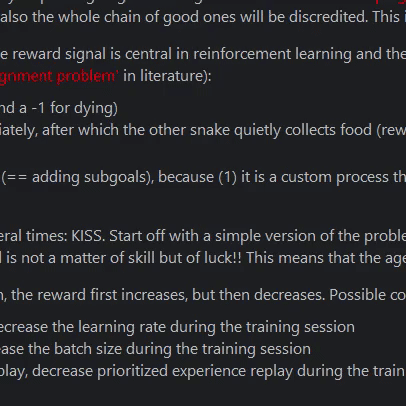 also the whole chain of good ones will be discredited. This i
e reward signal is central in reinforcement learning and the
gnment problem' in literature):
nd a -1 for dying)
iately, after which the other snake quietly collects food (rew
(== adding subgoals), because (1) it is a custom process th
eral times: KISS. Start off with a simple version of the proble
l is not a matter of skill but of luck!! This means that the age
n, the reward first increases, but then decreases. Possible co
ecrease the learning rate during the training session
ase the batch size during the training session
play, decrease prioritized experience replay during the train